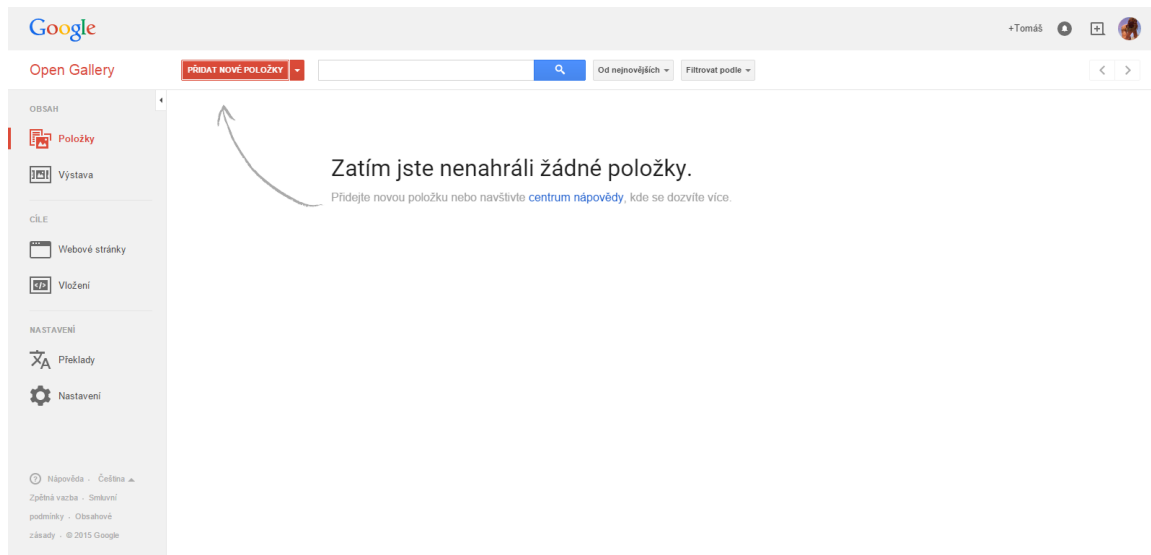 Google
+Tomáš
Open Gallery
PŘIDAT NOVÉ POLOŽKY
Od nejnovějších
Filtrovat podle
OBSAH
Položky
Výstava
CÍLE
Webové stránky
Vložení
NASTAVENÍ
Překlady
Nastavení
Zatím jste nenahráli žádné položky.
Přidejte novou položku nebo navštivte centrum nápovědy, kde se dozvíte více.
Nápověda - Čeština
Zpětná vazba - Smluvní
podmínky - Obsahové
zásady - © 2015 Google